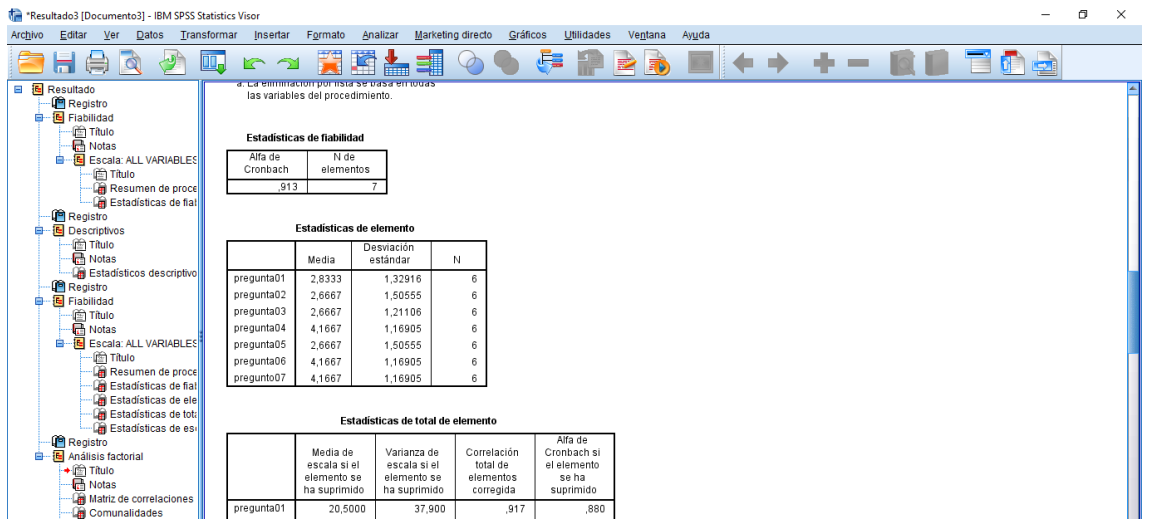 *Resultado3 [Documento3] - IBM SPSS Statistics Visor
Archivo Editar Ver Datos Transformar Insertar Formato Analizar Marketing directo Gráficos Utilidades Ventana Ayuda
Resultado
Registro
Fiabilidad
Título
Notas
Escala: ALL VARIABLES
Título
Resumen de proce
Estadísticas de fial
Registro
Descriptivos
Título
Notas
Estadísticos descriptivo
Registro
Fiabilidad
Título
Notas
Escala: ALL VARIABLES
Título
Resumen de proce
Estadísticas de fial
Estadísticas de ele
Estadísticas de tota
Estadísticas de esc
Registro
Análisis factorial
Título
Notas
Matriz de correlaciones
Comunalidades
a. La eliminación por lista se basa en todas
las variables del procedimiento.
Estadísticas de fiabilidad
Alfa de Cronbach N de elementos
,913 7
Estadísticas de elemento
Media Desviación estándar N
pregunta01 2,8333 1,32916 6
pregunta02 2,6667 1,50555 6
pregunta03 2,6667 1,21106 6
pregunta04 4,1667 1,16905 6
pregunta05 2,6667 1,50555 6
pregunta06 4,1667 1,16905 6
pregunto07 4,1667 1,16905 6
Estadísticas de total de elemento
Media de escala si el elemento se ha suprimido Varianza de escala si el elemento se ha suprimido Correlación total de elementos corregida Alfa de Cronbach si el elemento se ha suprimido
pregunta01 20,5000 37,900 ,917 ,880